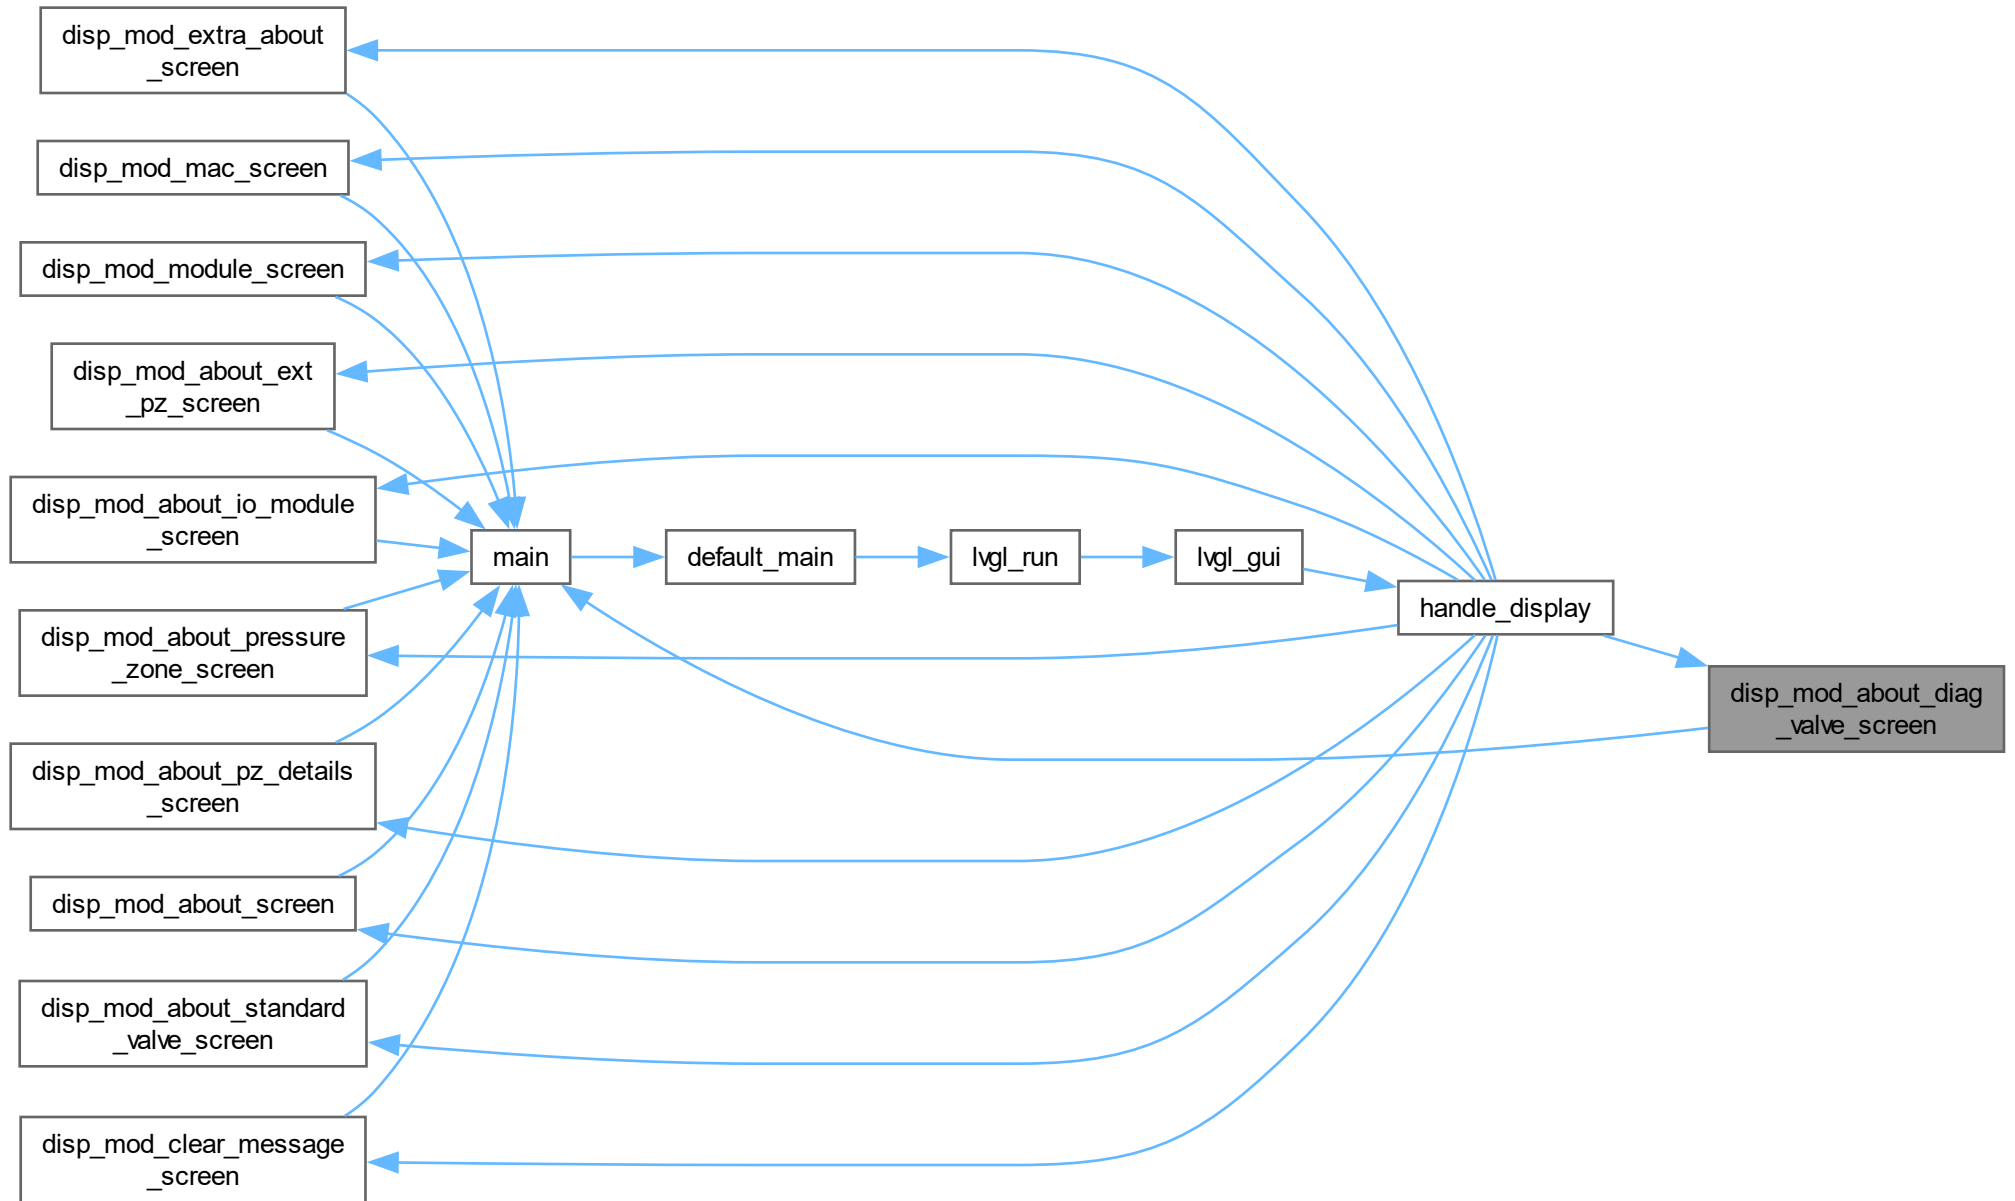 disp_mod_extra_about
_screen
disp_mod_mac_screen
disp_mod_module_screen
disp_mod_about_ext
_pz_screen
disp_mod_about_io_module
_screen
disp_mod_about_pressure
_zone_screen
disp_mod_about_pz_details
_screen
disp_mod_about_screen
disp_mod_about_standard
_valve_screen
disp_mod_clear_message
_screen
main
default_main
lvgl_run
lvgl_gui
handle_display
disp_mod_about_diag
_valve_screen